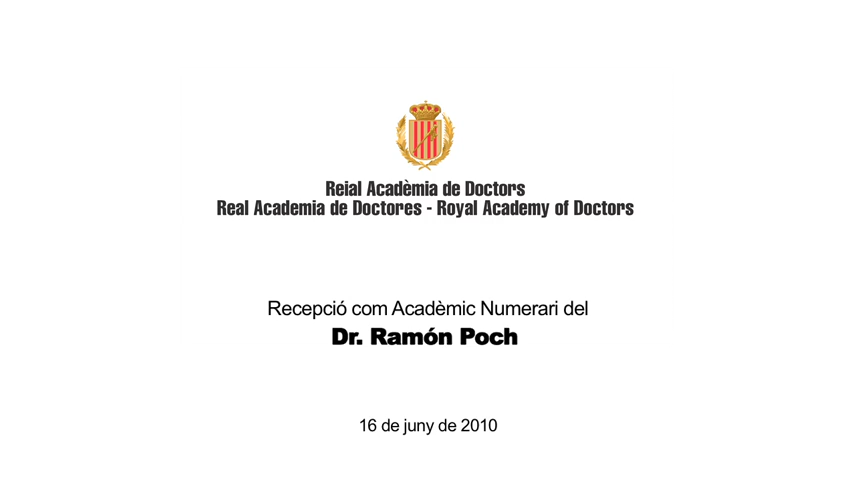 Reial Acadèmia de Doctors
Real Academia de Doctores - Royal Academy of Doctors
Recepció com Acadèmic Numerari del
Dr. Ramón Poch
16 de juny de 2010